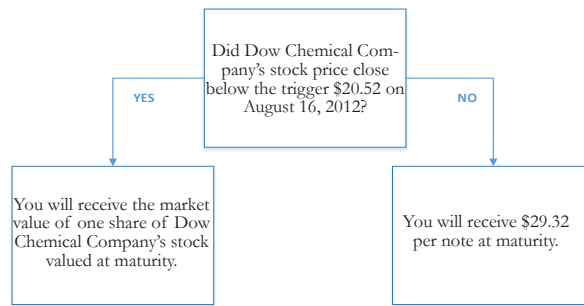 Did Dow Chemical Com-
pany’s stock price close
below the trigger $20.52 on
August 16, 2012?
YES
NO
You will receive the market
value of one share of Dow
Chemical Company’s stock
valued at maturity.
You will receive $29.32
per note at maturity.